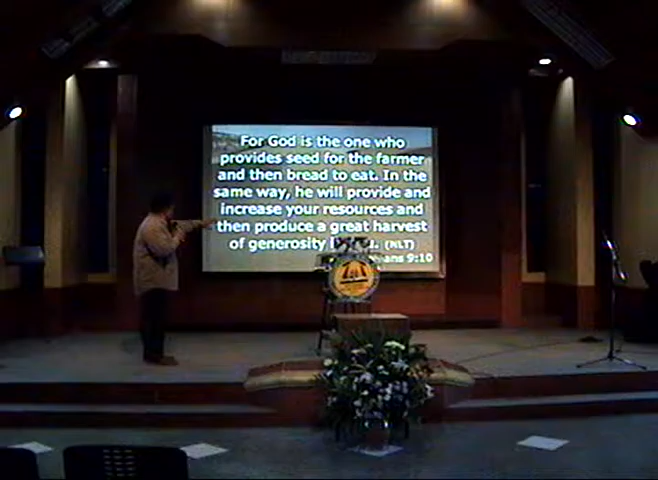 For God is the one who
provides seed for the farmer
and then bread to eat. In the
same way, he will provide and
increase your resources and
then produce a great harvest
of generosity (NLT)
9:10